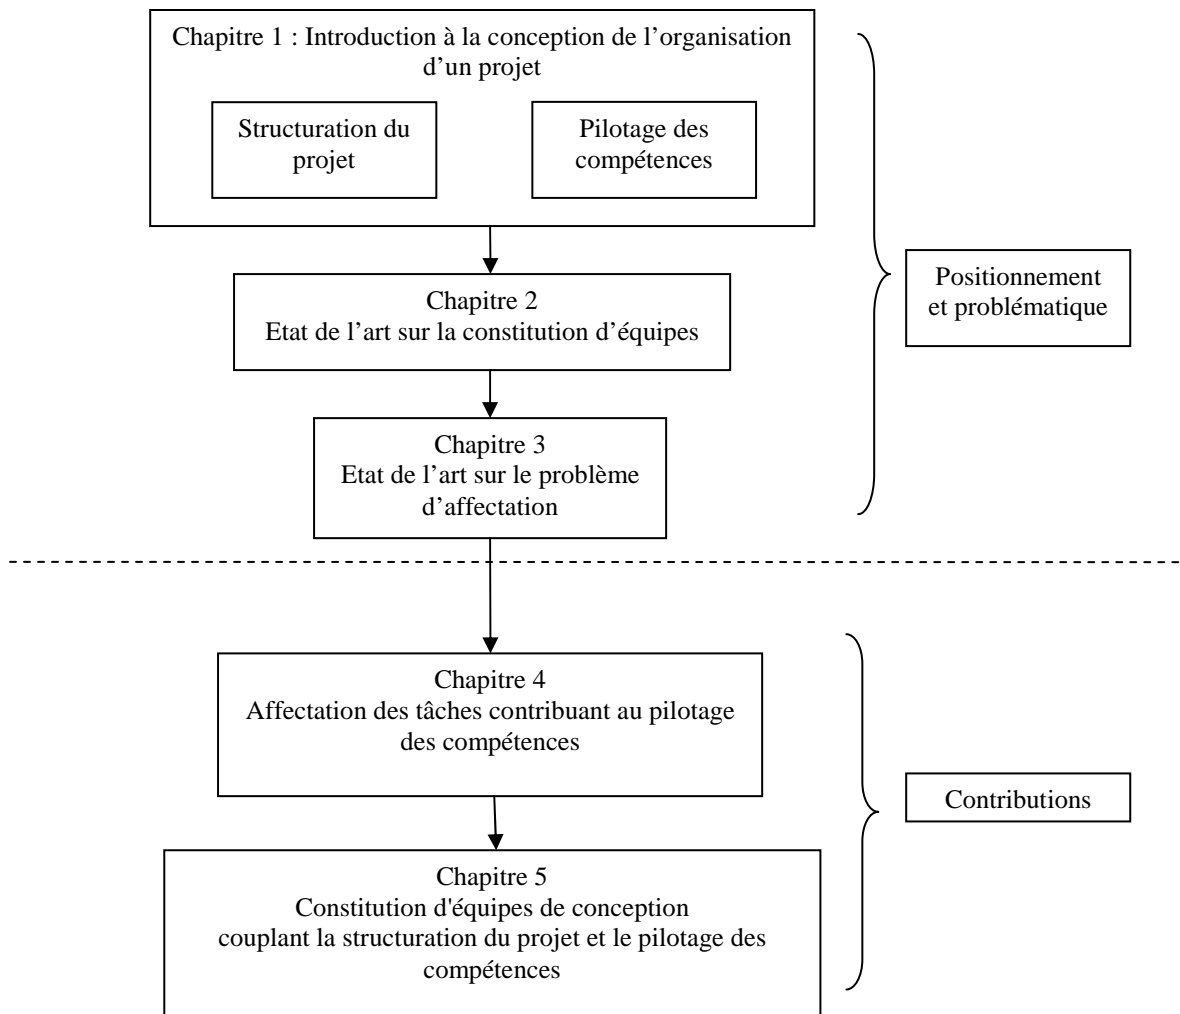 Chapitre 1 : Introduction à la conception de l’organisation
d’un projet
Structuration du
projet
Pilotage des
compétences
Chapitre 2
Etat de l’art sur la constitution d’équipes
Positionnement
et problématique
Chapitre 3
Etat de l’art sur le problème
d’affectation
Chapitre 4
Affectation des tâches contribuant au pilotage
des compétences
Contributions
Chapitre 5
Constitution d'équipes de conception
couplant la structuration du projet et le pilotage des
compétences